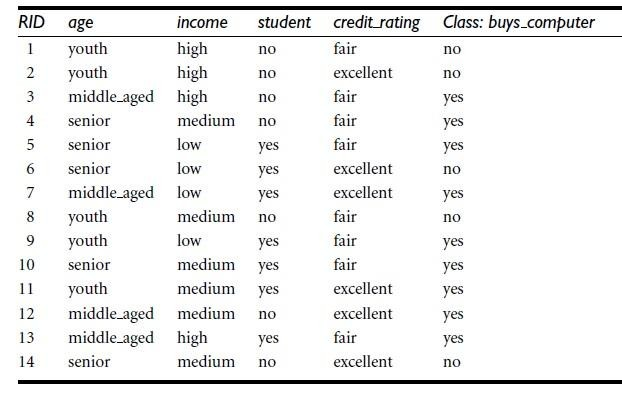 RID age income student credit_rating Class: buys_computer
1 youth high no fair no
2 youth high no excellent no
3 middle_aged high no fair yes
4 senior medium no fair yes
5 senior low yes fair yes
6 senior low yes excellent no
7 middle_aged low yes excellent yes
8 youth medium no fair no
9 youth low yes fair yes
10 senior medium yes fair yes
11 youth medium yes excellent yes
12 middle_aged medium no excellent yes
13 middle_aged high yes fair yes
14 senior medium no excellent no